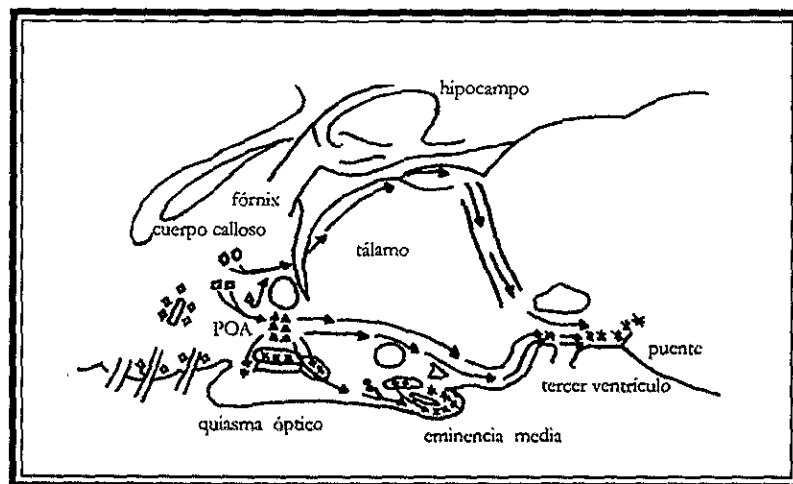 hipocampo
fórnix
cuerpo calloso
tálamo
POA
puente
tercer ventrículo
quiasma óptico
eminencia media